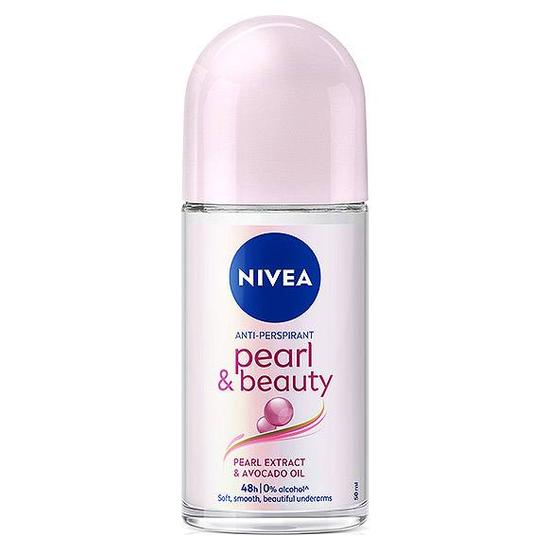 NIVEA
ANTI-PERSPIRANT
pearl
& beauty
PEARL EXTRACT
& AVOCADO OIL
48h | 0% alcohol^
Soft, smooth, beautiful underarms
50 ml